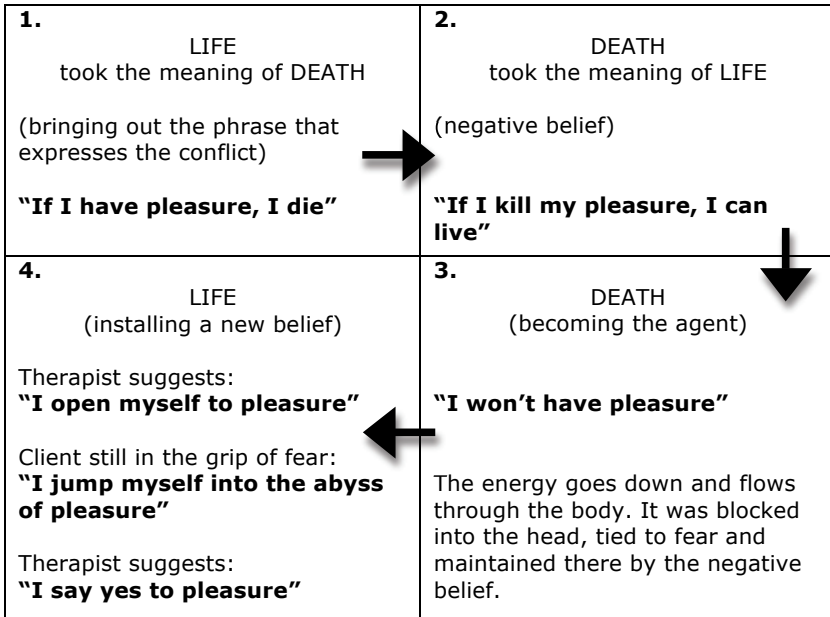 1.
LIFE
took the meaning of DEATH
(bringing out the phrase that
expresses the conflict)
“If I have pleasure, I die”
2.
DEATH
took the meaning of LIFE
(negative belief)
“If I kill my pleasure, I can
live”
3.
DEATH
(becoming the agent)
“I won’t have pleasure”
The energy goes down and flows
through the body. It was blocked
into the head, tied to fear and
maintained there by the negative
belief.
4.
LIFE
(installing a new belief)
Therapist suggests:
“I open myself to pleasure”
Client still in the grip of fear:
“I jump myself into the abyss
of pleasure”
Therapist suggests:
“I say yes to pleasure”